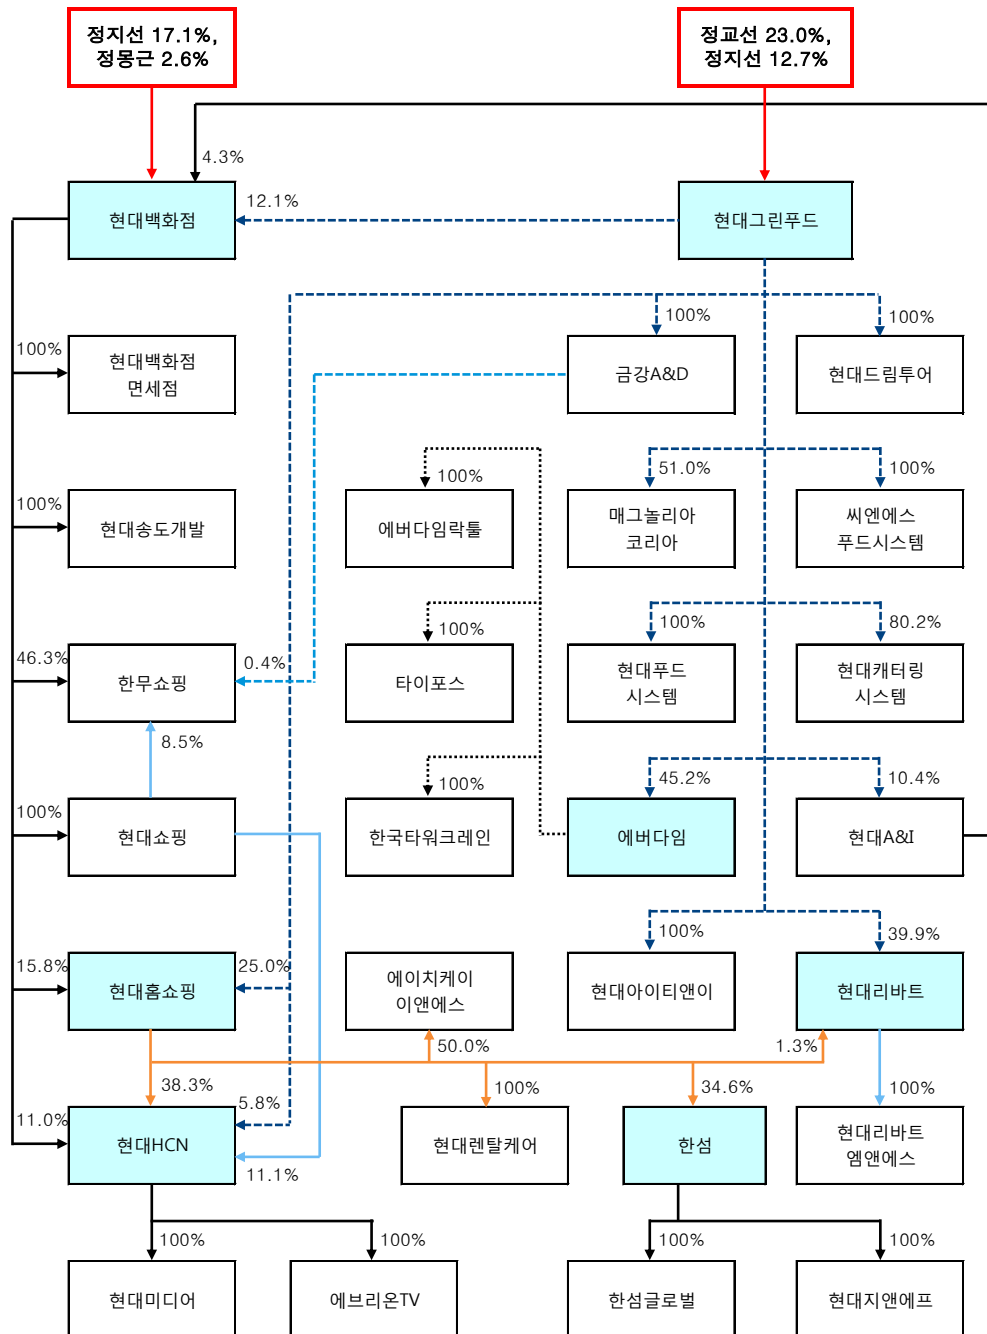 정지선 17.1%,
정몽근 2.6%
정교선 23.0%,
정지선 12.7%
4.3%
현대백화점
12.1%
현대그린푸드
100%
현대백화점
면세점
100%
금강A&D
100%
현대드림투어
100%
현대송도개발
100%
에버다임락툴
51.0%
매그놀리아
코리아
100%
씨엔에스
푸드시스템
46.3%
한무쇼핑
0.4%
100%
타이포스
100%
현대푸드
시스템
80.2%
현대캐터링
시스템
8.5%
100%
현대쇼핑
100%
한국타워크레인
45.2%
에버다임
10.4%
현대A&I
15.8%
현대홈쇼핑
25.0%
에이치케이
이앤에스
100%
현대아이티앤이
39.9%
현대리바트
50.0%
1.3%
38.3%
100%
34.6%
100%
11.0%
현대HCN
5.8%
11.1%
현대렌탈케어
한섬
현대리바트
엠앤에스
100%
현대미디어
100%
에브리온TV
100%
한섬글로벌
100%
현대지앤에프